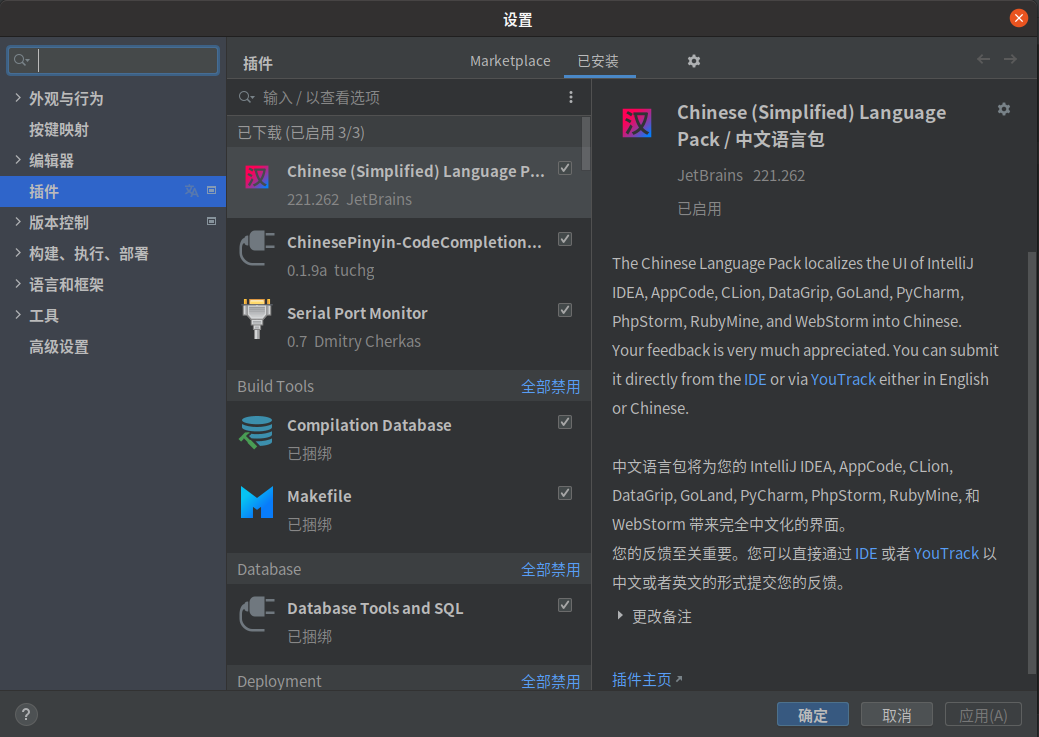 设置
外观与行为
按键映射
编辑器
插件
版本控制
构建、执行、部署
语言和框架
工具
高级设置
插件
Marketplace
已安装
输入 / 以查看选项
已下载 (已启用 3/3)
Chinese (Simplified) Language P...
221.262 JetBrains
ChinesePinyin-CodeCompletion...
0.1.9a tuchg
Serial Port Monitor
0.7 Dmitry Cherkas
Build Tools 全部禁用
Compilation Database
已捆绑
Makefile
已捆绑
Database 全部禁用
Database Tools and SQL
已捆绑
Deployment 全部禁用
汉
Chinese (Simplified) Language
Pack / 中文语言包
JetBrains 221.262
已启用
The Chinese Language Pack localizes the UI of IntelliJ
IDEA, AppCode, CLion, DataGrip, GoLand, PyCharm,
PhpStorm, RubyMine, and WebStorm into Chinese.
Your feedback is very much appreciated. You can submit
it directly from the IDE or via YouTrack either in English
or Chinese.
中文语言包将为您的 IntelliJ IDEA, AppCode, CLion,
DataGrip, GoLand, PyCharm, PhpStorm, RubyMine, 和
WebStorm 带来完全中文化的界面。
您的反馈至关重要。您可以直接通过 IDE 或者 YouTrack 以
中文或者英文的形式提交您的反馈。
更改备注
插件主页
?
确定
取消
应用(A)